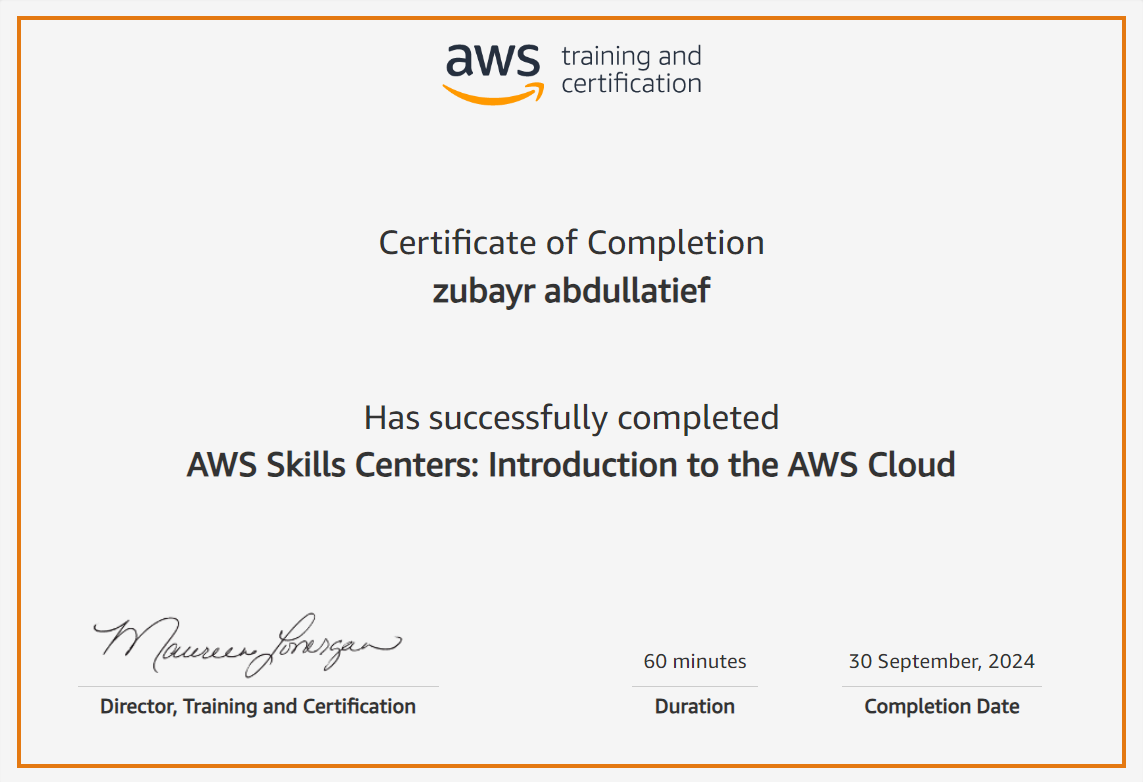 aws training and
certification
Certificate of Completion
zubayr abdullatief
Has successfully completed
AWS Skills Centers: Introduction to the AWS Cloud
Maureen Lonergan
60 minutes
30 September, 2024
Director, Training and Certification
Duration
Completion Date